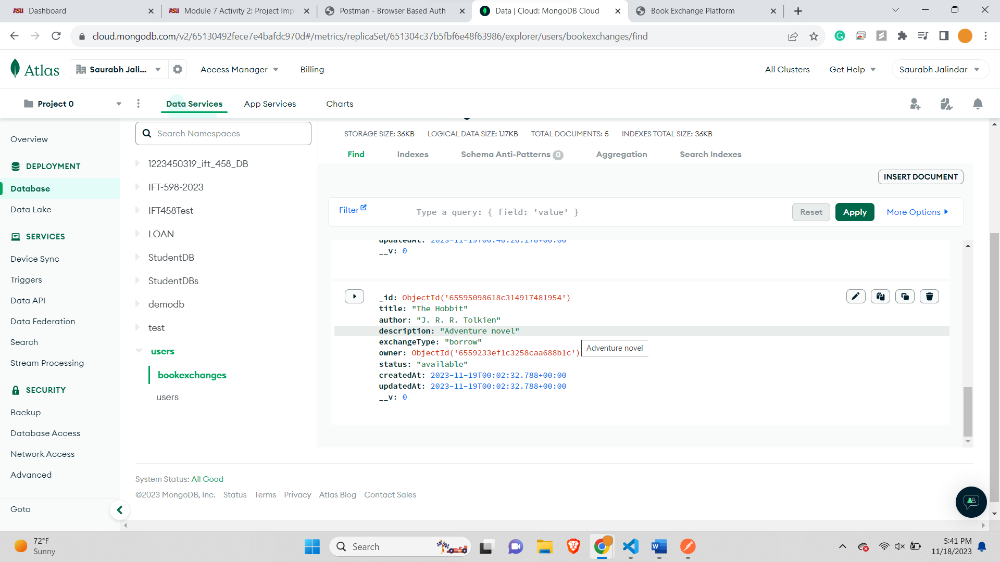 Dashboard
Module 7 Activity 2: Project Impl
Postman - Browser Based Auth
Data | Cloud: MongoDB Cloud
Book Exchange Platform
cloud.mongodb.com/v2/65130492fece7e4bafdc970d#/metrics/replicaSet/651304c37b5fbf6e48f63986/explorer/users/bookexchanges/find
Atlas
Saurabh Jali...
Access Manager
Billing
All Clusters
Get Help
Saurabh Jalindar
Project 0
Data Services
App Services
Charts
Overview
DEPLOYMENT
Database
Data Lake
SERVICES
Device Sync
Triggers
Data API
Data Federation
Search
Stream Processing
SECURITY
Backup
Database Access
Network Access
Advanced
Goto
Search Namespaces
1223450319_ift_458_DB
IFT-598-2023
IFT458Test
LOAN
StudentDB
StudentDBs
demodb
test
users
bookexchanges
users
STORAGE SIZE: 36KB LOGICAL DATA SIZE: 1.17KB TOTAL DOCUMENTS: 5 INDEXES TOTAL SIZE: 36KB
Find Indexes Schema Anti-Patterns 0 Aggregation Search Indexes
INSERT DOCUMENT
Filter Type a query: { field: 'value' } Reset Apply More Options
updatedAt: 2023-11-19T00:40:26.178+00:00
__v: 0
_id: ObjectId('65595098618c314917481954')
title: "The Hobbit"
author: "J. R. R. Tolkien"
description: "Adventure novel"
exchangeType: "borrow"
Adventure novel
owner: ObjectId('6559233ef1c3258caa688b1c')
status: "available"
createdAt: 2023-11-19T00:02:32.788+00:00
updatedAt: 2023-11-19T00:02:32.788+00:00
__v: 0
System Status: All Good
©2023 MongoDB, Inc. Status Terms Privacy Atlas Blog Contact Sales
72°F
Sunny
Search
5:41 PM
11/18/2023